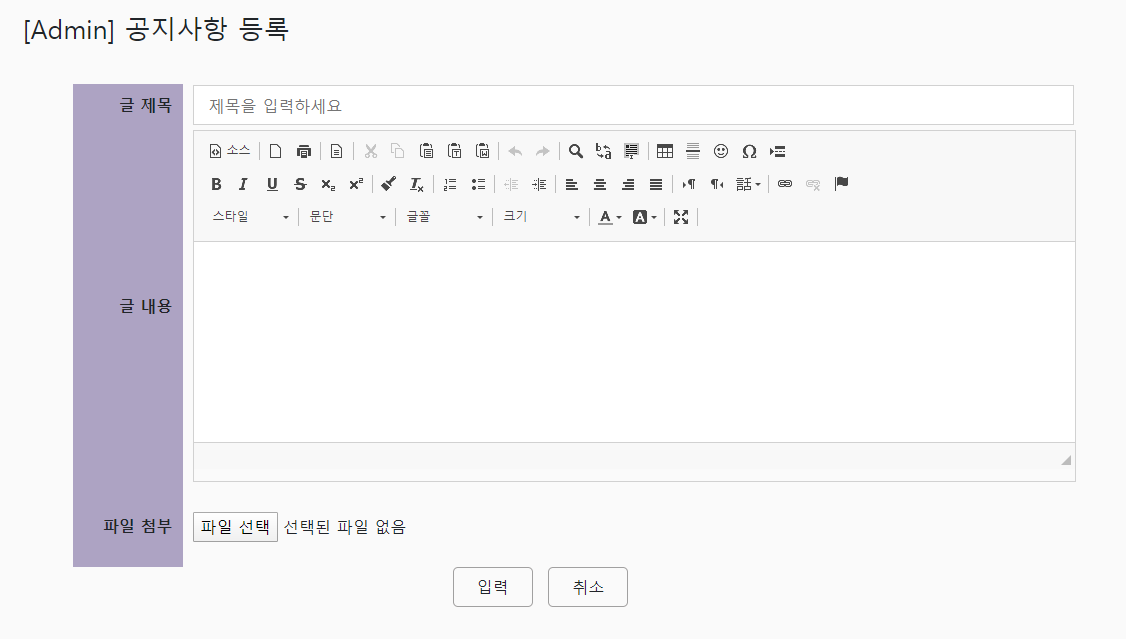 [Admin] 공지사항 등록
글 제목
제목을 입력하세요
소스
스타일 문단 글꼴 크기
글 내용
파일 첨부
파일 선택 선택된 파일 없음
입력 취소